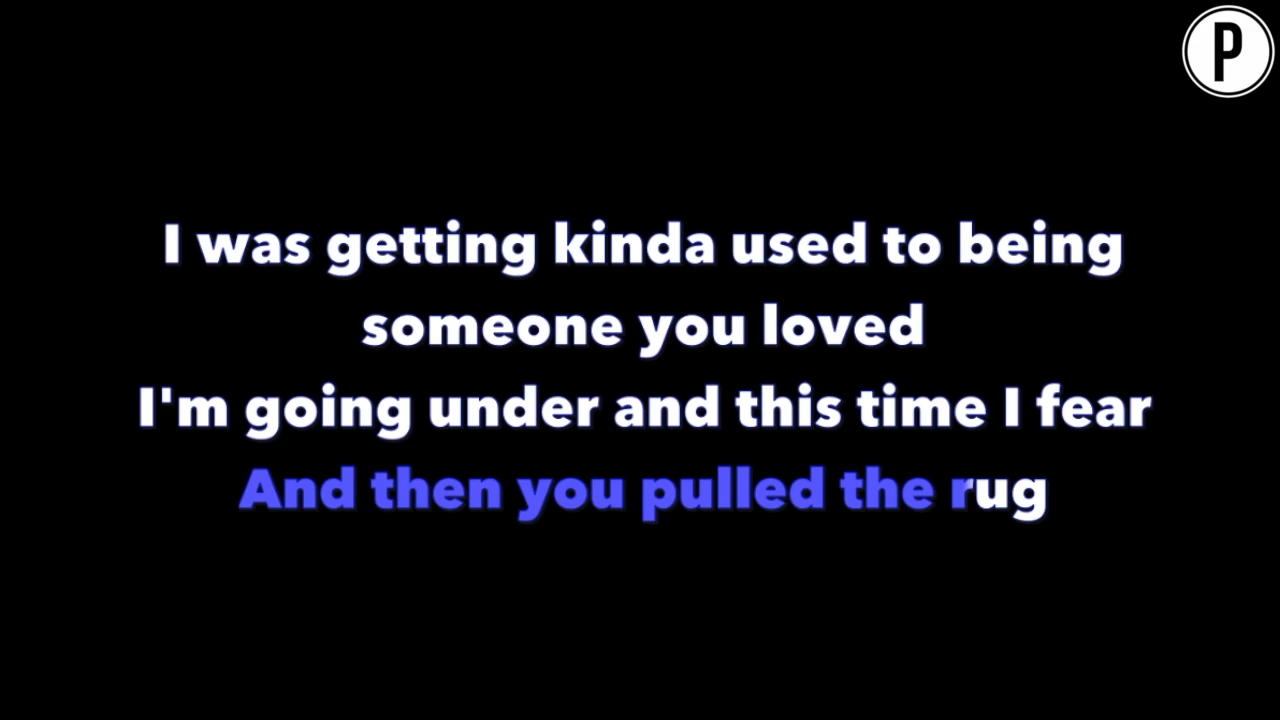 P
I was getting kinda used to being
someone you loved
I'm going under and this time I fear
And then you pulled the rug